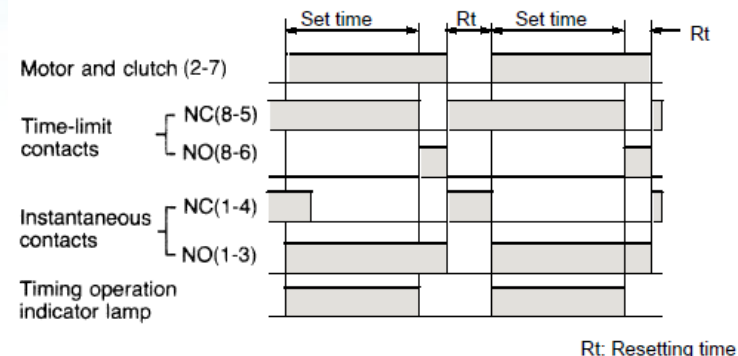 Set time
Rt
Set time
Rt
Motor and clutch (2-7)
Time-limit
contacts
NC(8-5)
NO(8-6)
Instantaneous
contacts
NC(1-4)
NO(1-3)
Timing operation
indicator lamp
Rt: Resetting time